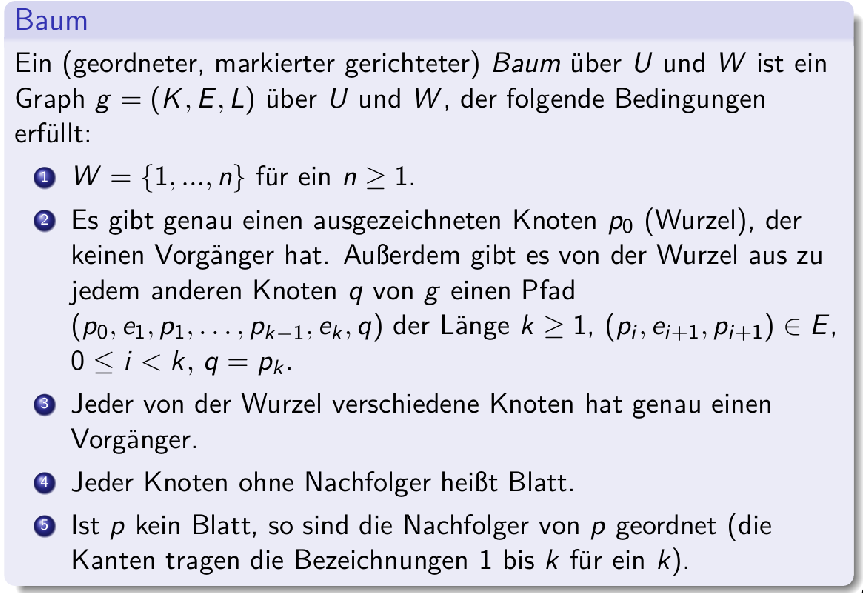 Baum
Ein (geordneter, markierter gerichteter) Baum über U und W ist ein
Graph g = (K, E, L) über U und W, der folgende Bedingungen
erfüllt:
1 W = {1, ..., n} für ein n ≥ 1.
2 Es gibt genau einen ausgezeichneten Knoten p₀ (Wurzel), der
keinen Vorgänger hat. Außerdem gibt es von der Wurzel aus zu
jedem anderen Knoten q von g einen Pfad
(p₀, e₁, p₁, . . . , pₖ₋₁, eₖ, q) der Länge k ≥ 1, (pᵢ, eᵢ₊₁, pᵢ₊₁) ∈ E,
0 ≤ i < k, q = pₖ.
3 Jeder von der Wurzel verschiedene Knoten hat genau einen
Vorgänger.
4 Jeder Knoten ohne Nachfolger heißt Blatt.
5 Ist p kein Blatt, so sind die Nachfolger von p geordnet (die
Kanten tragen die Bezeichnungen 1 bis k für ein k).